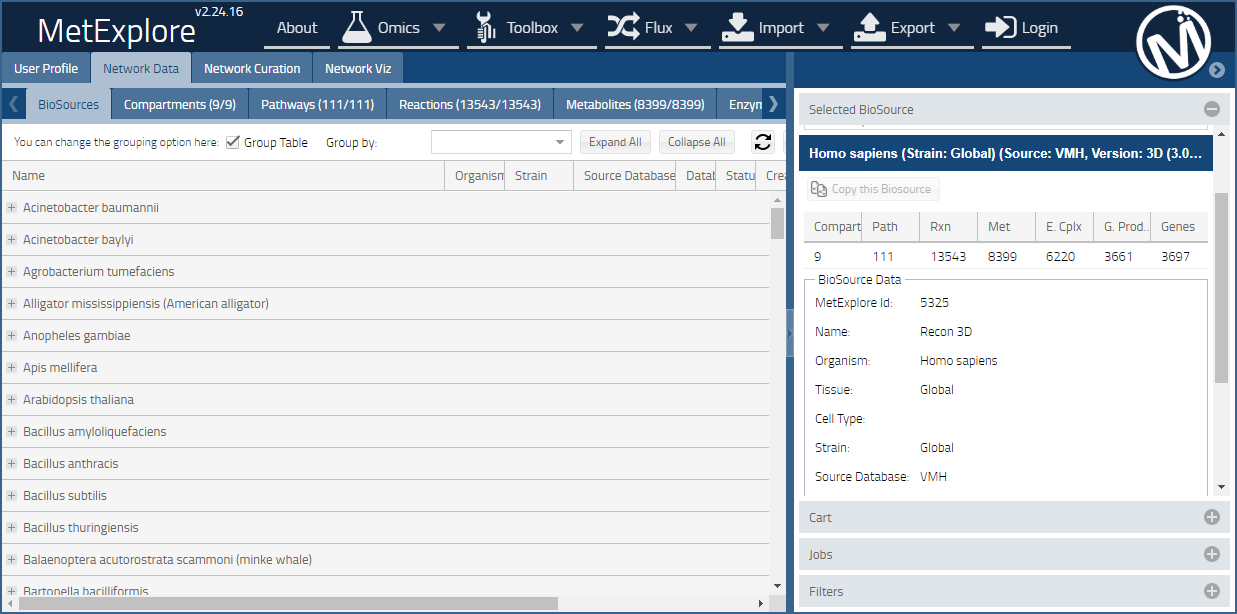 MetExplore v2.24.16 About Omics Toolbox Flux Import Export Login
User Profile Network Data Network Curation Network Viz
BioSources Compartments (9/9) Pathways (111/111) Reactions (13543/13543) Metabolites (8399/8399) Enzyn
You can change the grouping option here: Group Table Group by: Expand All Collapse All
Name Organism Strain Source Database Datab Statu Crea
Acinetobacter baumannii
Acinetobacter baylyi
Agrobacterium tumefaciens
Alligator mississippiensis (American alligator)
Anopheles gambiae
Apis mellifera
Arabidopsis thaliana
Bacillus amyloliquefaciens
Bacillus anthracis
Bacillus subtilis
Bacillus thuringiensis
Balaenoptera acutorostrata scammoni (minke whale)
Bartonella bacilliformis
Selected BioSource
Homo sapiens (Strain: Global) (Source: VMH, Version: 3D (3.0...
Copy this Biosource
Compart Path Rxn Met E. Cplx G. Prod.. Genes
9 111 13543 8399 6220 3661 3697
BioSource Data
MetExplore Id: 5325
Name: Recon 3D
Organism: Homo sapiens
Tissue: Global
Cell Type:
Strain: Global
Source Database: VMH
Cart
Jobs
Filters